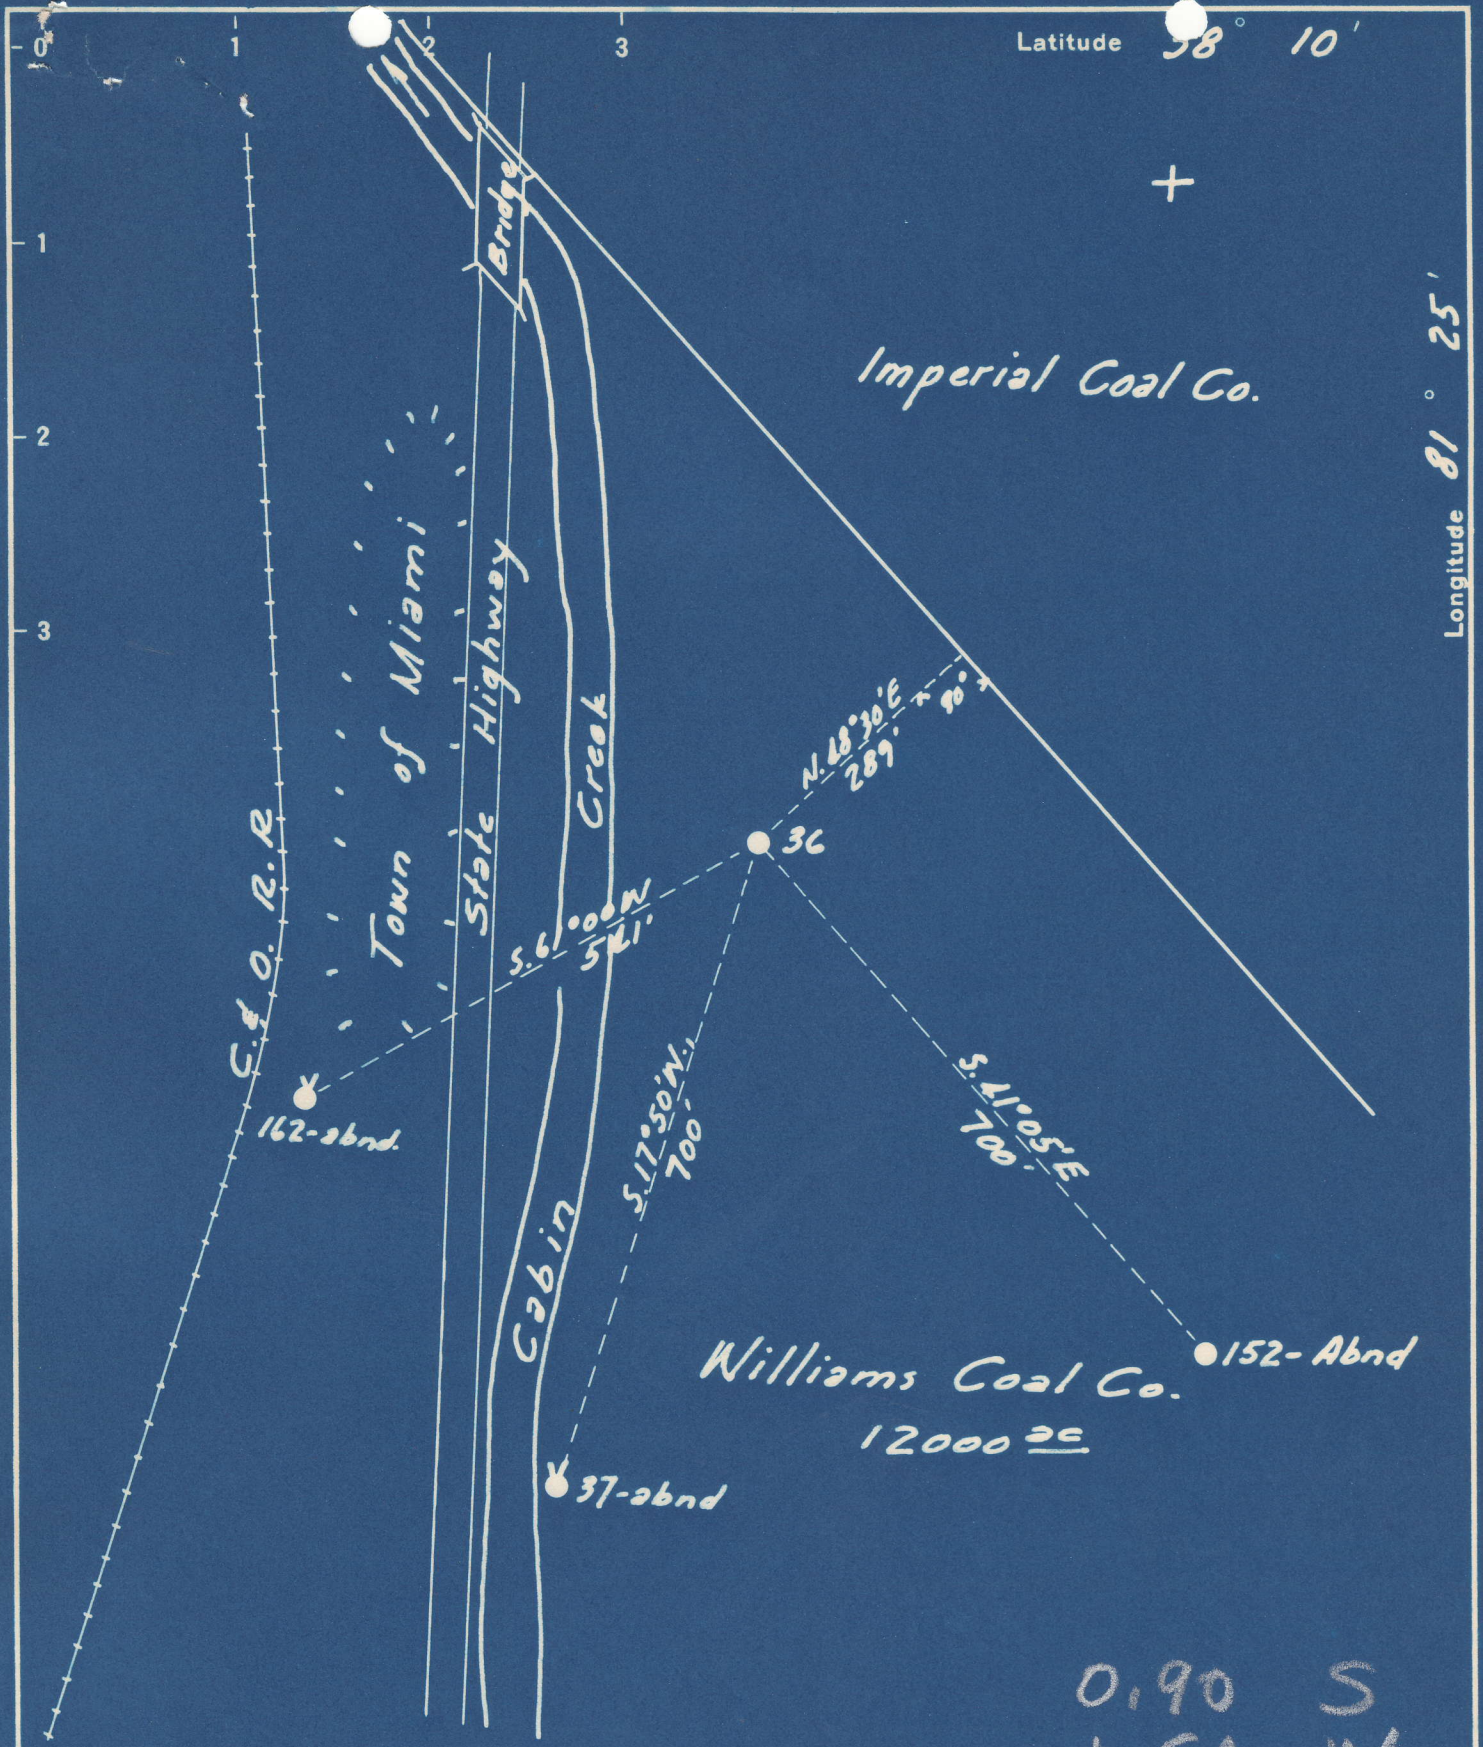 0 1 2 3 Latitude 38° 10'
1
2
3
Longitude 81° 25'
Bridge
Imperial Coal Co.
Town of Miami
State Highway
Cabin Creek
C.&O. R.R
N.48°30'E
289'
90'
36
S.61°00'W
541'
162-abnd.
S.17°50'W.
700'
S.41°05'E
700'
152-Abnd
Williams Coal Co.
12000 ac
37-abnd
0.90 S